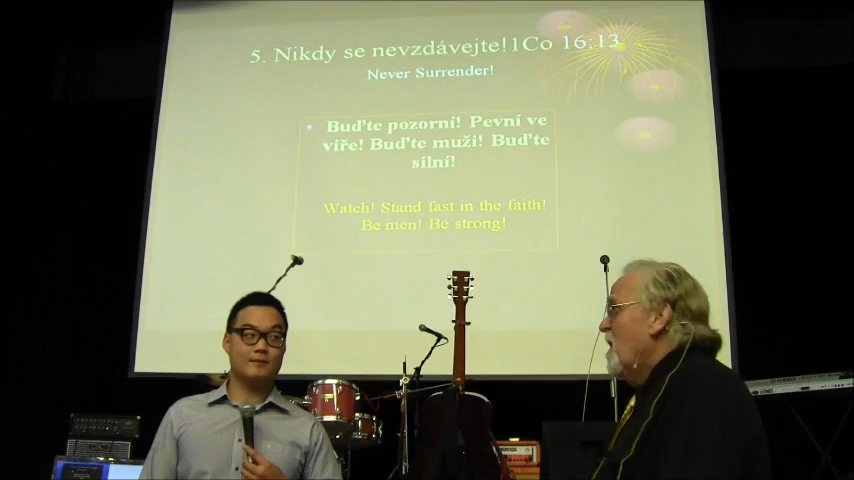 5. Nikdy se nevzdávejte!1Co 16:13
Never Surrender!
• Buďte pozorní! Pevní ve
víře! Buďte muži! Buďte
silní!
Watch! Stand fast in the faith!
Be men! Be strong!
YAMAHA